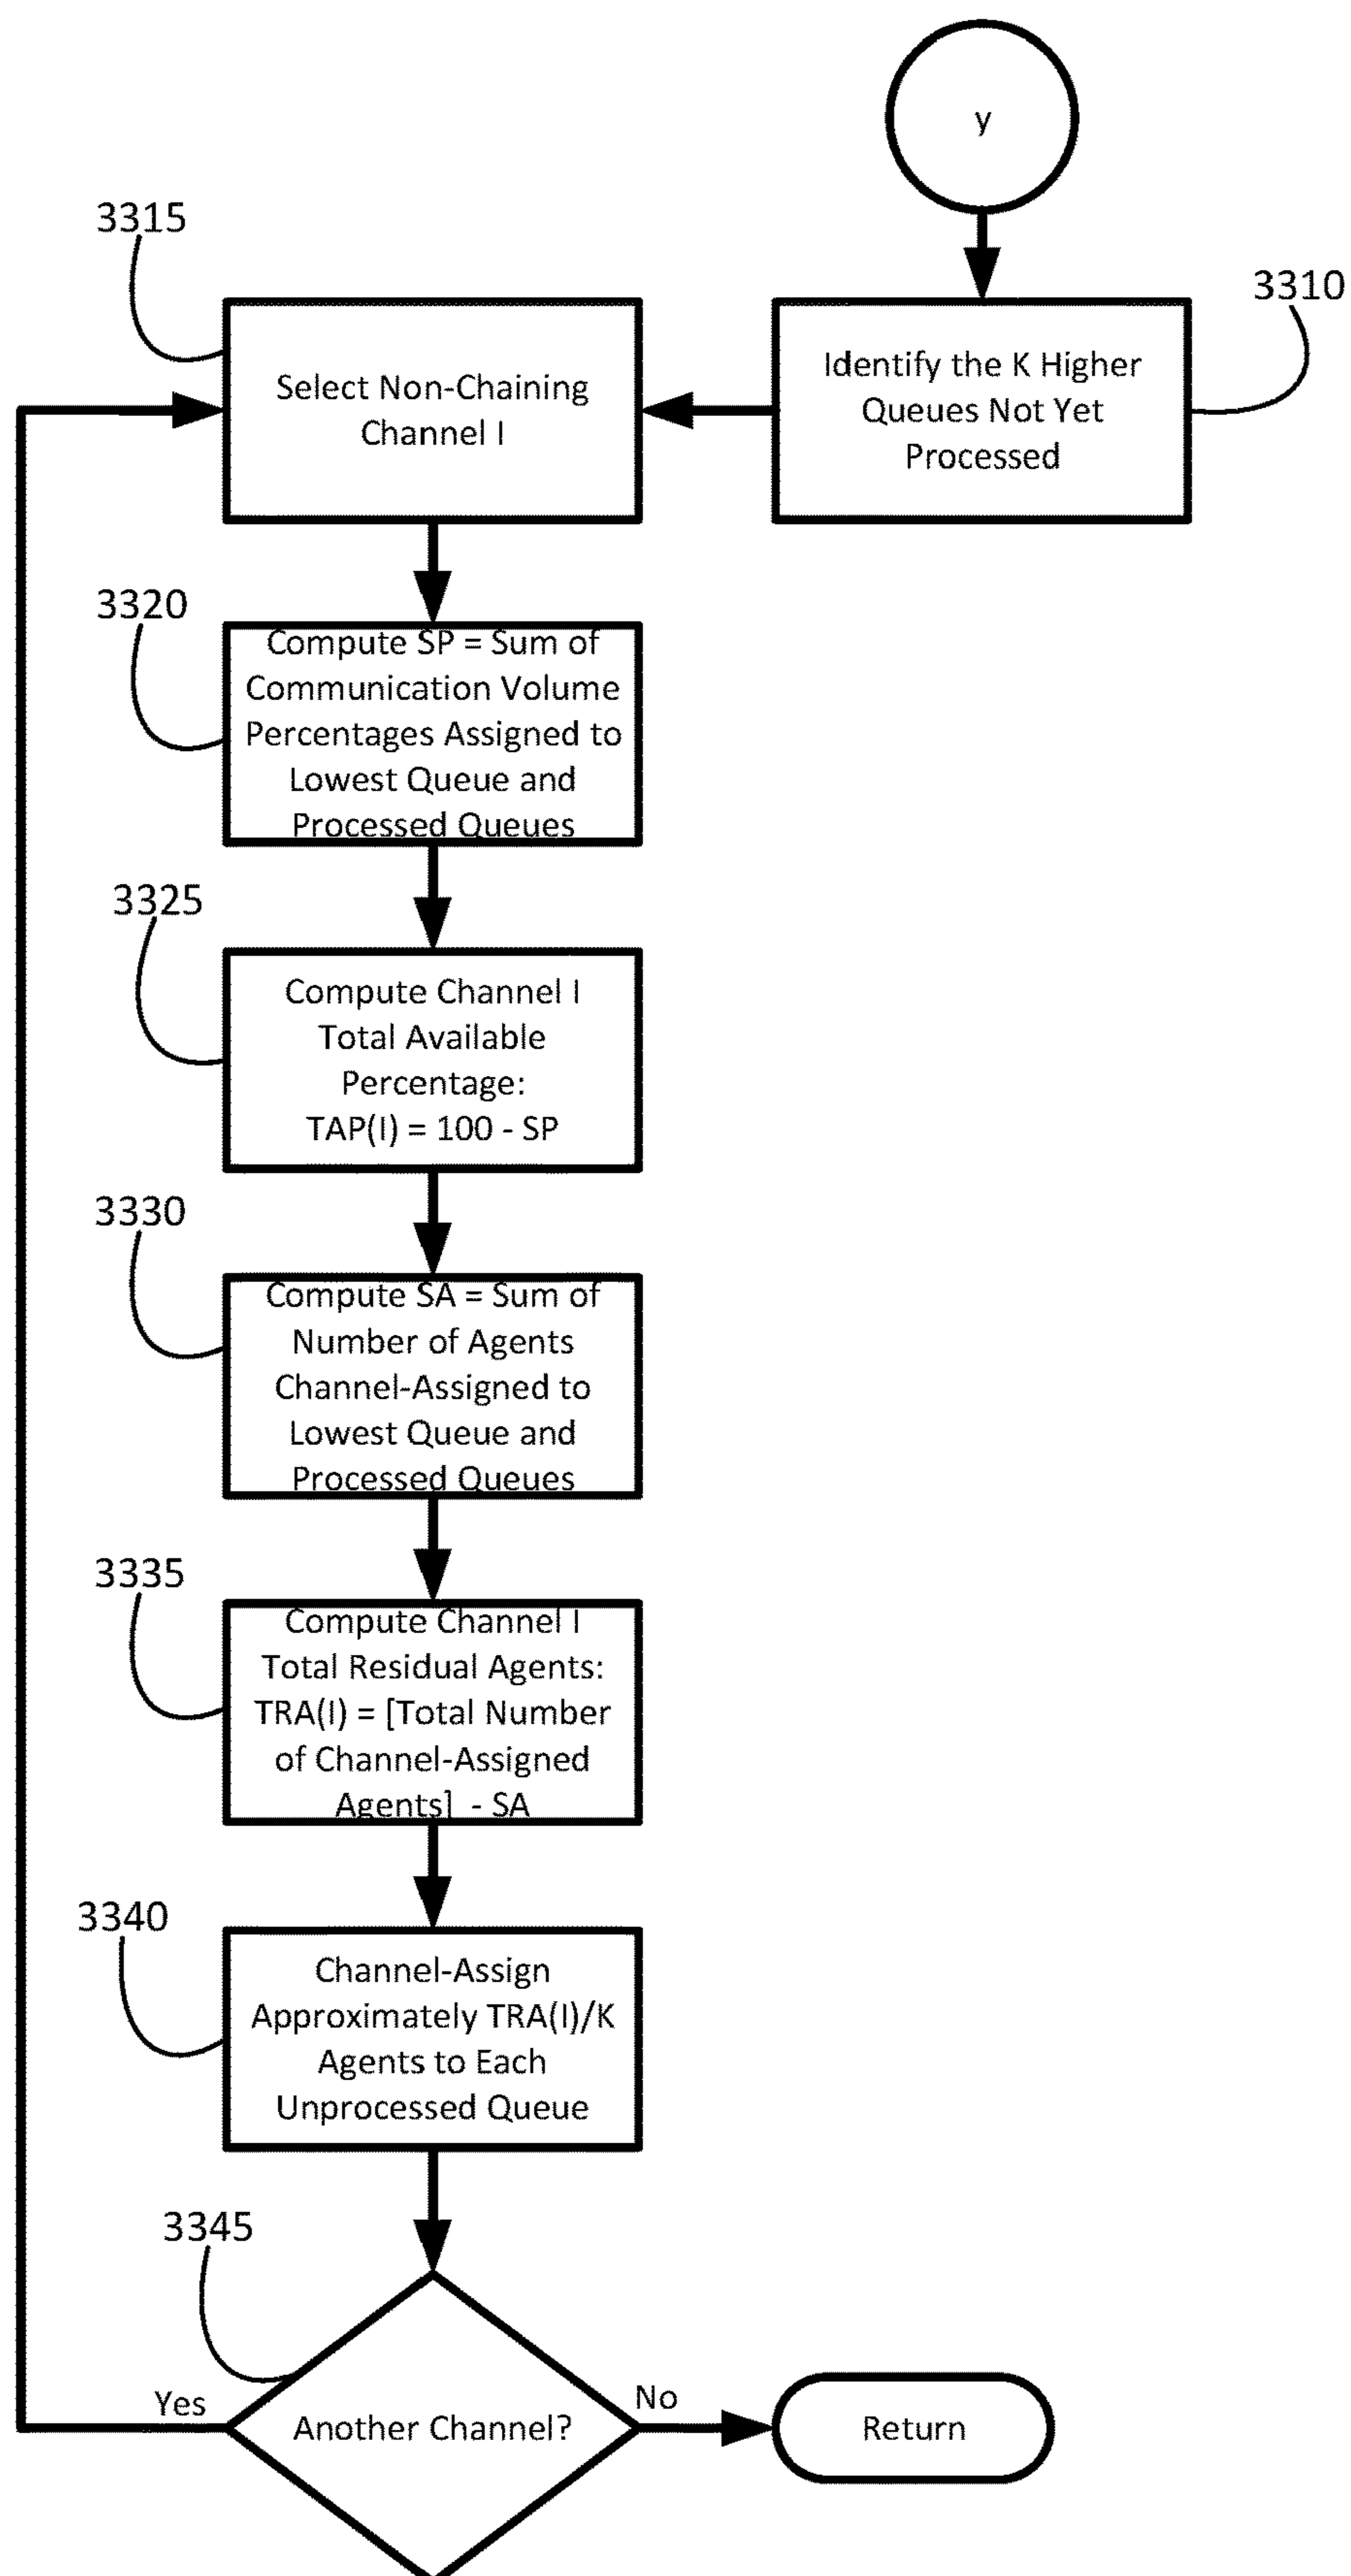 y
3310
Identify the K Higher
Queues Not Yet
Processed
3315
Select Non-Chaining
Channel I
3320
Compute SP = Sum of
Communication Volume
Percentages Assigned to
Lowest Queue and
Processed Queues
3325
Compute Channel I
Total Available
Percentage:
TAP(I) = 100 - SP
3330
Compute SA = Sum of
Number of Agents
Channel-Assigned to
Lowest Queue and
Processed Queues
3335
Compute Channel I
Total Residual Agents:
TRA(I) = [Total Number
of Channel-Assigned
Agents] - SA
3340
Channel-Assign
Approximately TRA(I)/K
Agents to Each
Unprocessed Queue
3345
Another Channel?
Yes
No
Return